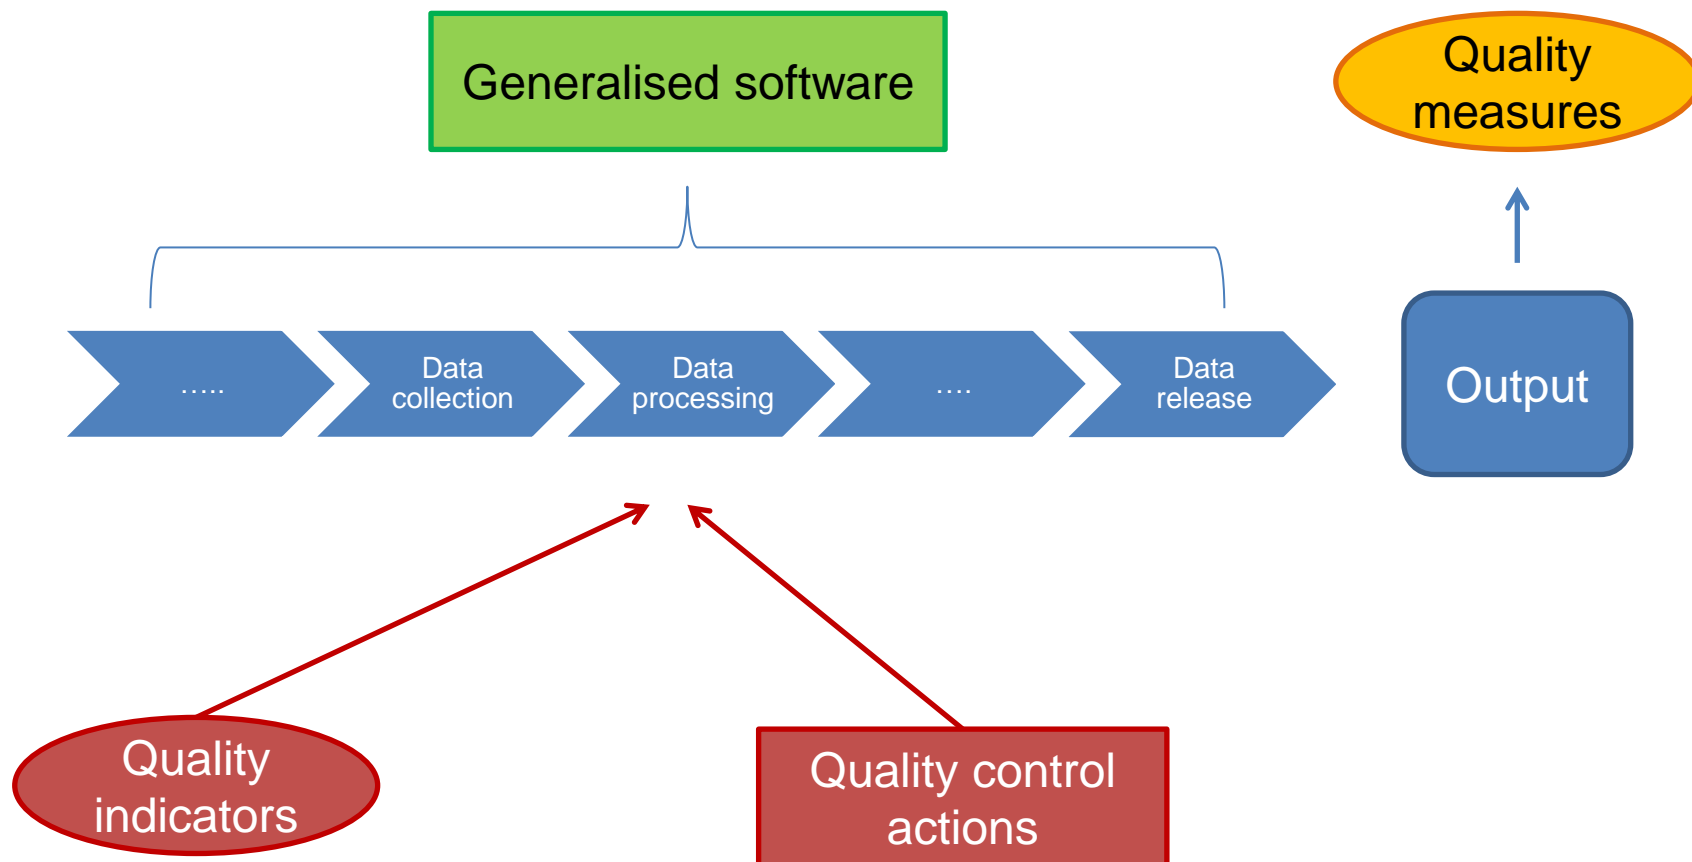 Generalised software
Quality
measures
…..
Data
collection
Data
processing
….
Data
release
Output
Quality
indicators
Quality control
actions